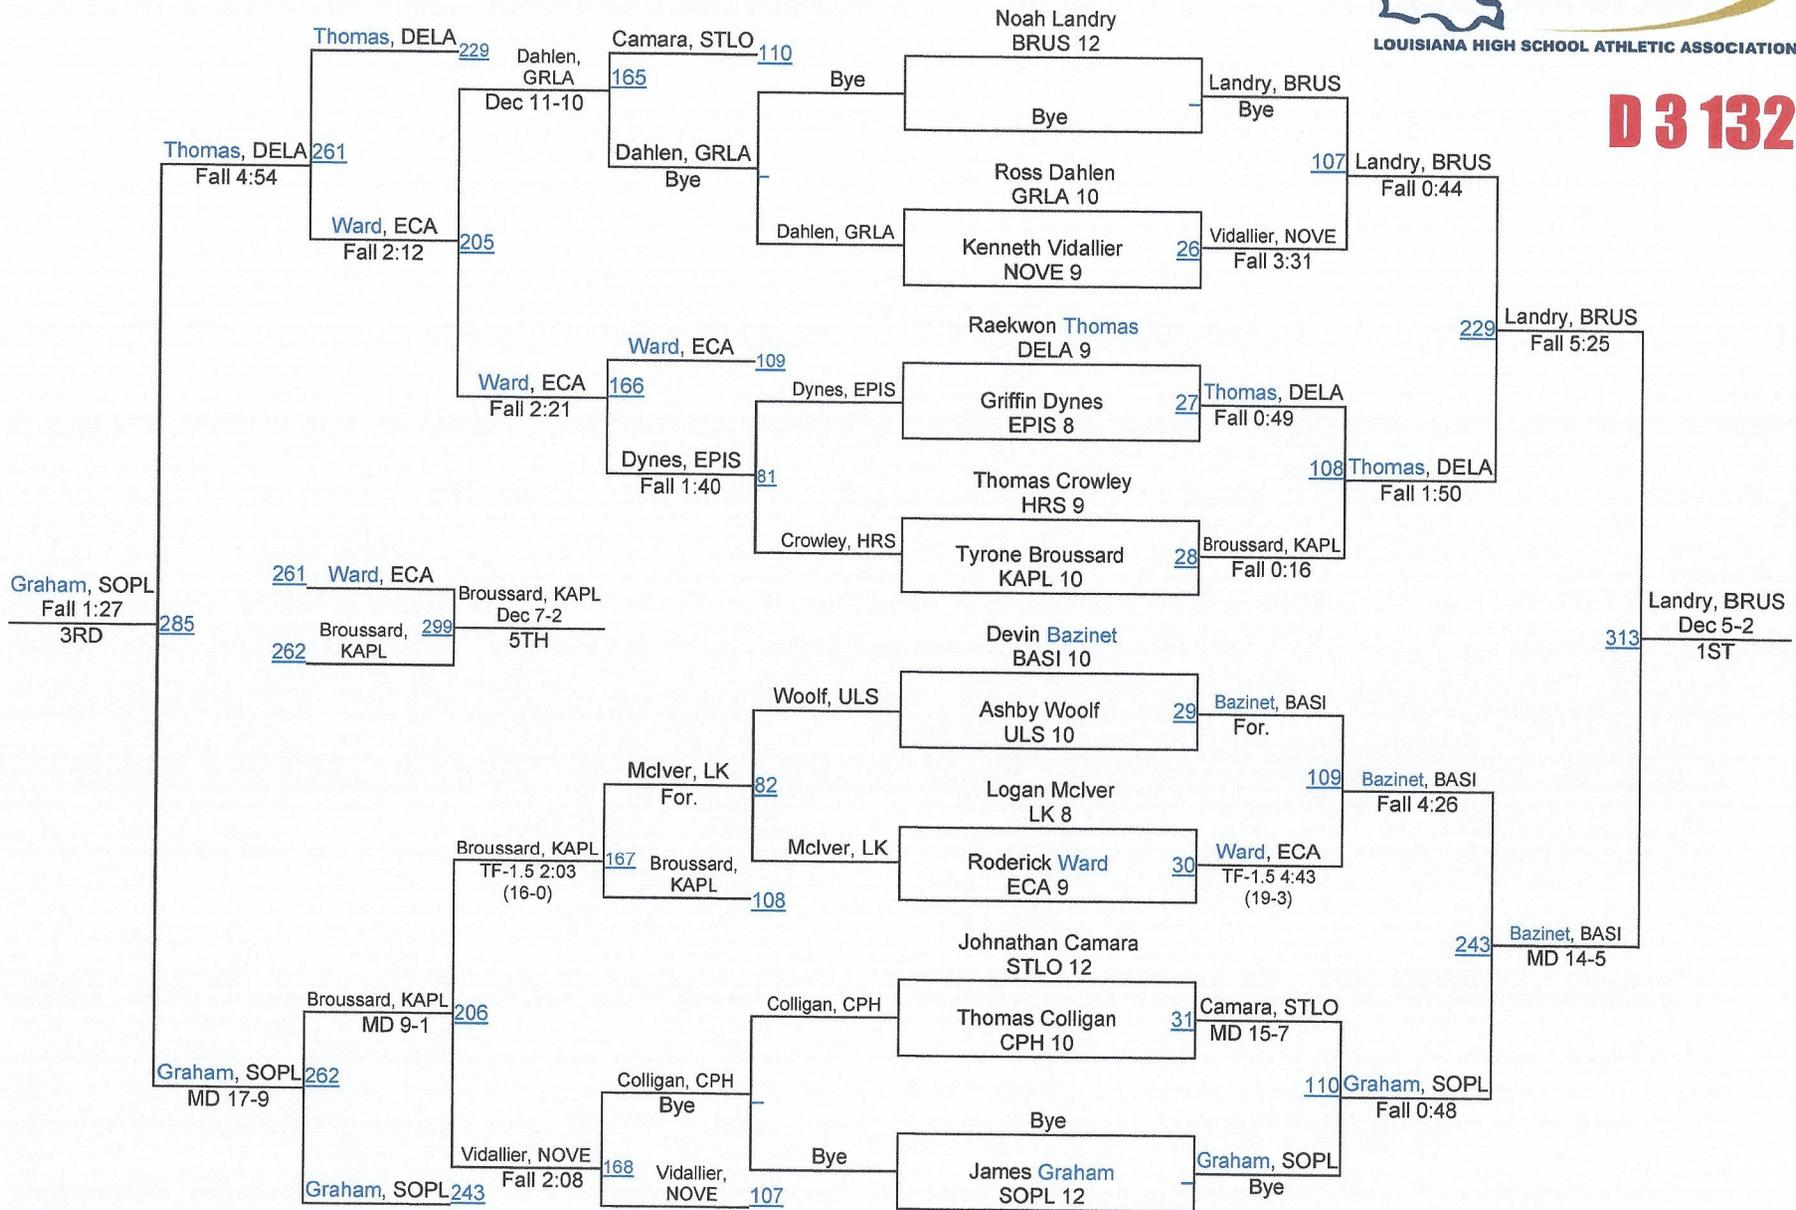 LOUISIANA HIGH SCHOOL ATHLETIC ASSOCIATION
D 3 132
Thomas, DELA
229
Thomas, DELA
Fall 4:54
261
Ward, ECA
Fall 2:12
205
Dahlen,
GRLA
Dec 11-10
Camara, STLO
110
165
Dahlen, GRLA
Bye
Bye
Dahlen, GRLA
Ward, ECA
Fall 2:21
Ward, ECA
109
166
Dynes, EPIS
Fall 1:40
81
Dynes, EPIS
Crowley, HRS
Noah Landry
BRUS 12
Bye
Landry, BRUS
Bye
Ross Dahlen
GRLA 10
Kenneth Vidallier
NOVE 9
26
Vidallier, NOVE
Fall 3:31
107
Landry, BRUS
Fall 0:44
Raekwon Thomas
DELA 9
Griffin Dynes
EPIS 8
27
Thomas, DELA
Fall 0:49
Thomas Crowley
HRS 9
Tyrone Broussard
KAPL 10
28
Broussard, KAPL
Fall 0:16
108
Thomas, DELA
Fall 1:50
229
Landry, BRUS
Fall 5:25
Graham, SOPL
Fall 1:27
3RD
285
261
Ward, ECA
Broussard,
KAPL
262
299
Broussard, KAPL
Dec 7-2
5TH
313
Landry, BRUS
Dec 5-2
1ST
Woolf, ULS
McIver, LK
For.
82
McIver, LK
Broussard, KAPL
TF-1.5 2:03
(16-0)
167
Broussard,
KAPL
108
Broussard, KAPL
MD 9-1
206
Graham, SOPL
MD 17-9
262
Graham, SOPL
243
Vidallier, NOVE
Fall 2:08
168
Colligan, CPH
Bye
Vidallier,
NOVE
107
Colligan, CPH
Bye
Devin Bazinet
BASI 10
Ashby Woolf
ULS 10
29
Bazinet, BASI
For.
Logan McIver
LK 8
Roderick Ward
ECA 9
30
Ward, ECA
TF-1.5 4:43
(19-3)
109
Bazinet, BASI
Fall 4:26
Johnathan Camara
STLO 12
Thomas Colligan
CPH 10
31
Camara, STLO
MD 15-7
Bye
James Graham
SOPL 12
Graham, SOPL
Bye
110
Graham, SOPL
Fall 0:48
243
Bazinet, BASI
MD 14-5